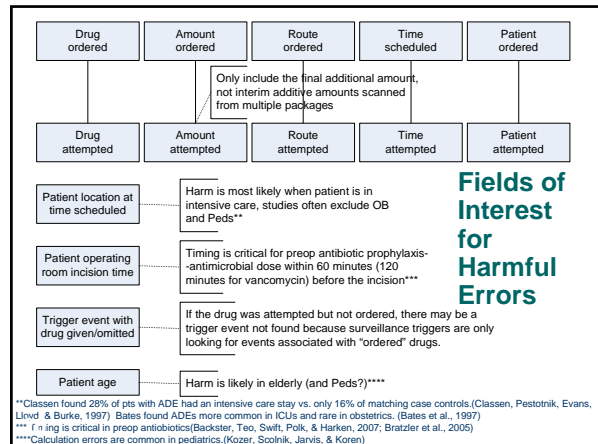 Drug
ordered
Amount
ordered
Route
ordered
Time
scheduled
Patient
ordered
Only include the final additional amount,
not interim additive amounts scanned
from multiple packages
Drug
attempted
Amount
attempted
Route
attempted
Time
attempted
Patient
attempted
Fields of
Interest
for
Harmful
Errors
Patient location at
time scheduled
Harm is most likely when patient is in
intensive care, studies often exclude OB
and Peds**
Patient operating
room incision time
Timing is critical for preop antibiotic prophylaxis-
-antimicrobial dose within 60 minutes (120
minutes for vancomycin) before the incision***
Trigger event with
drug given/omitted
If the drug was attempted but not ordered, there may be a
trigger event not found because surveillance triggers are only
looking for events associated with “ordered” drugs.
Patient age
Harm is likely in elderly (and Peds?)****
**Classen found 28% of pts with ADE had an intensive care stay vs. only 16% of matching case controls.(Classen, Pestotnik, Evans,
Lloyd & Burke, 1997) Bates found ADEs more common in ICUs and rare in obstetrics. (Bates et al., 1997)
*** is critical in preop antibiotics(Backster, Teo, Swift, Polk, & Harken, 2007; Bratzler et al., 2005)
****Calculation errors are common in pediatrics.(Kozer, Scolnik, Jarvis, & Koren)